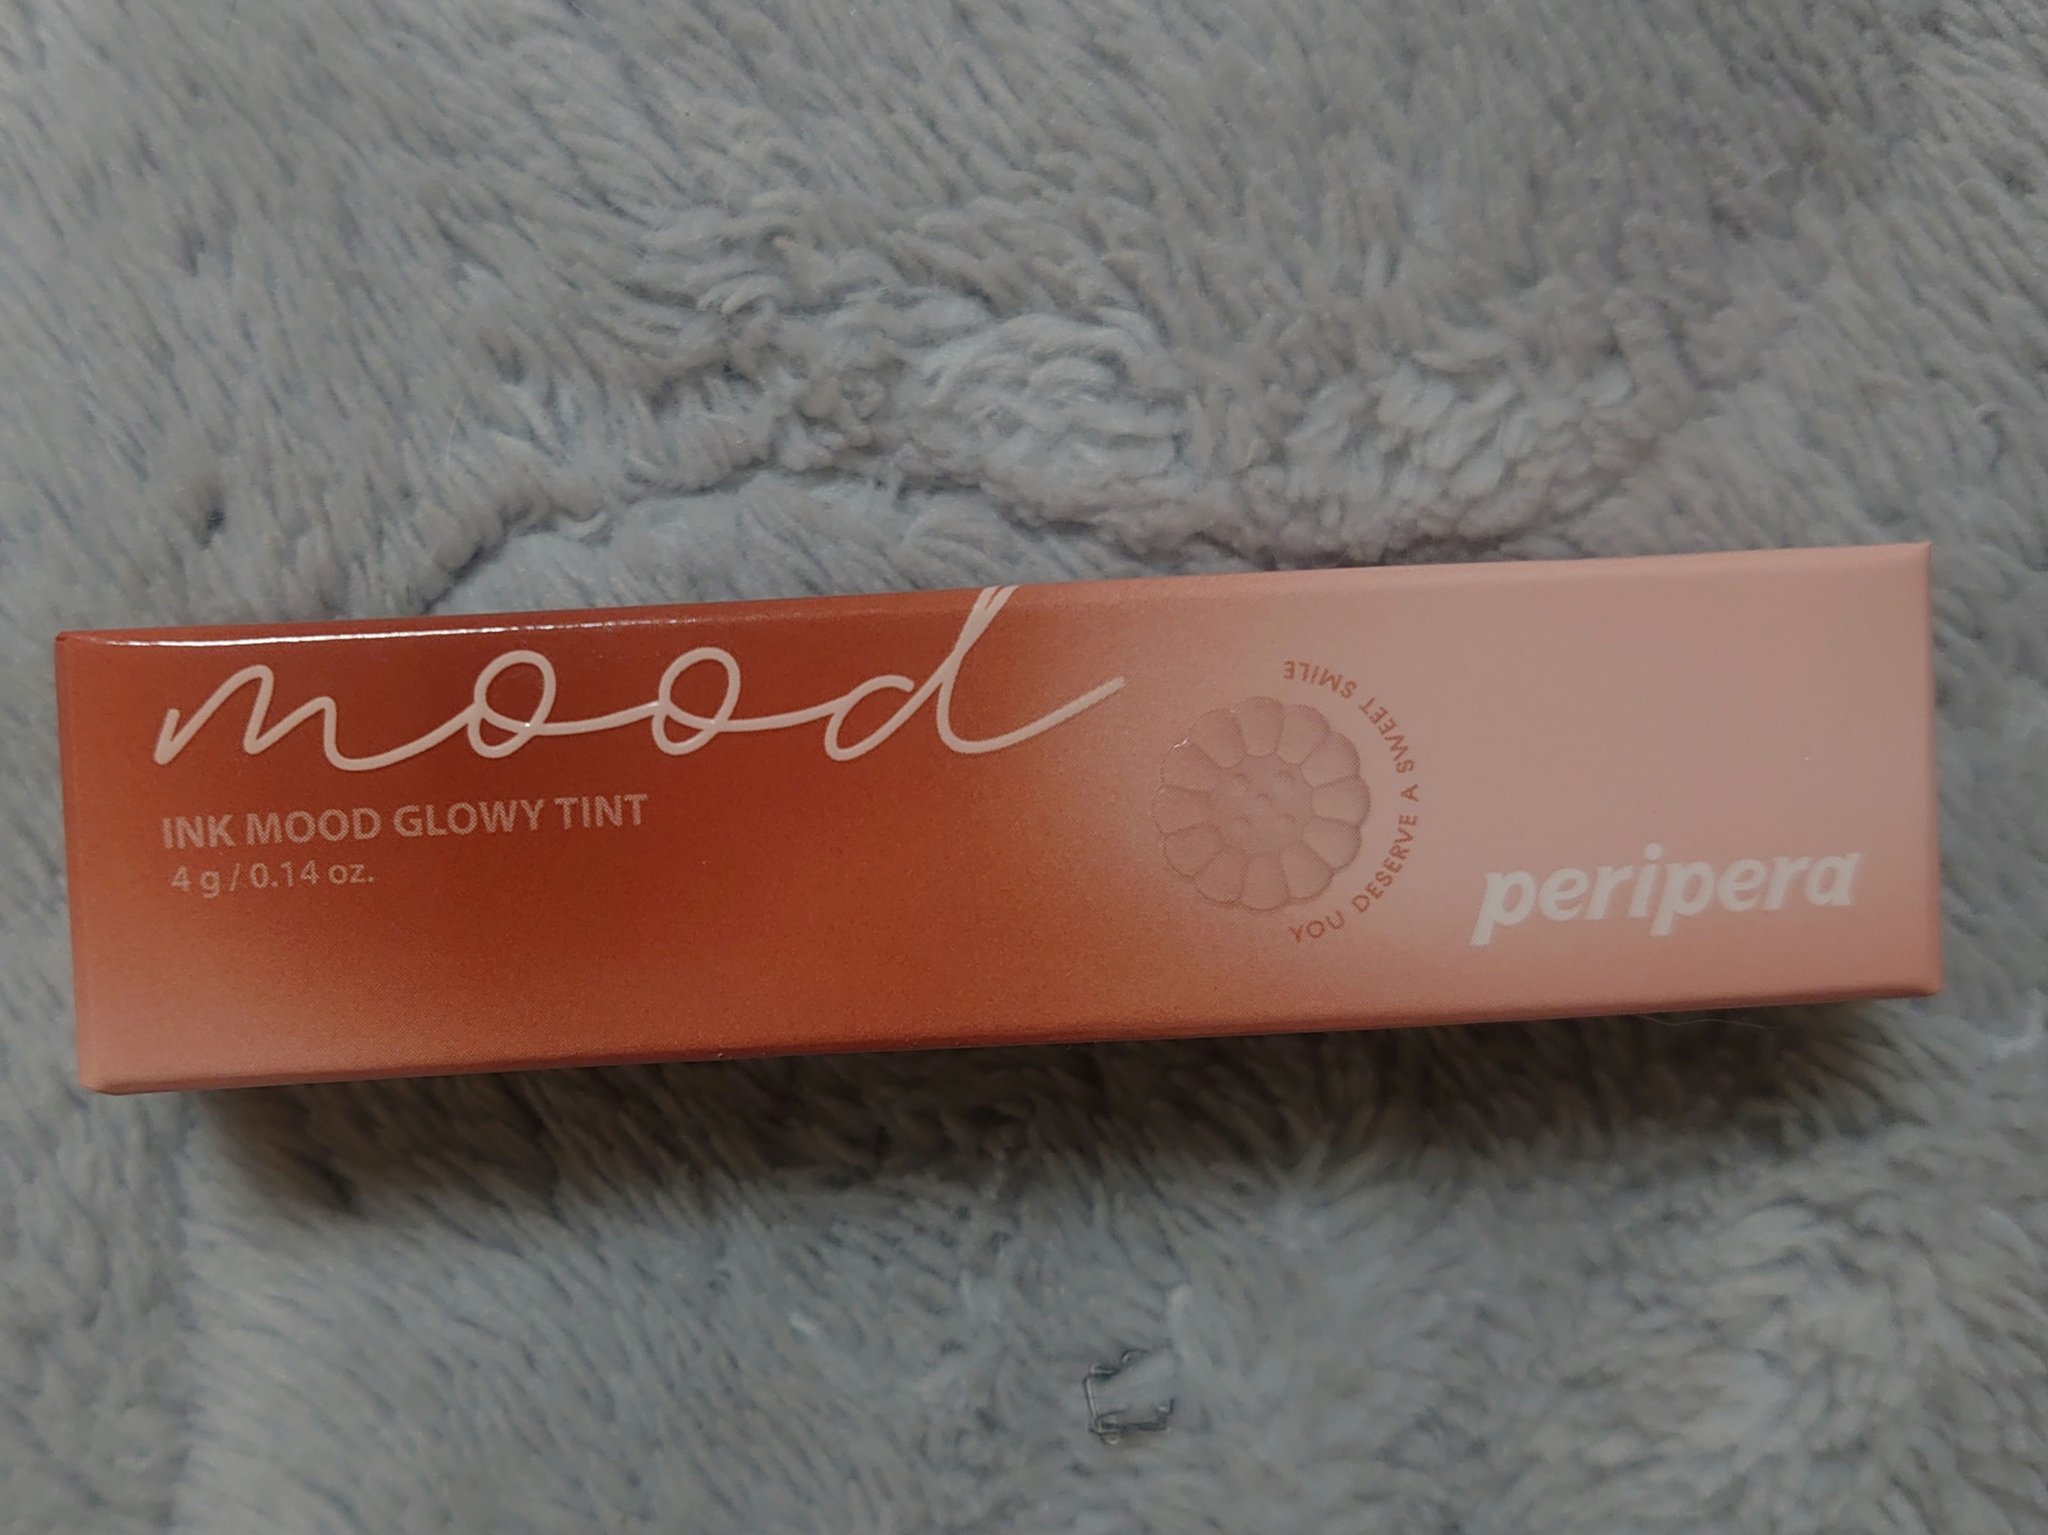 mood
INK MOOD GLOWY TINT
4 g / 0.14 oz.
YOU DESERVE A SWEET SMILE
peripera